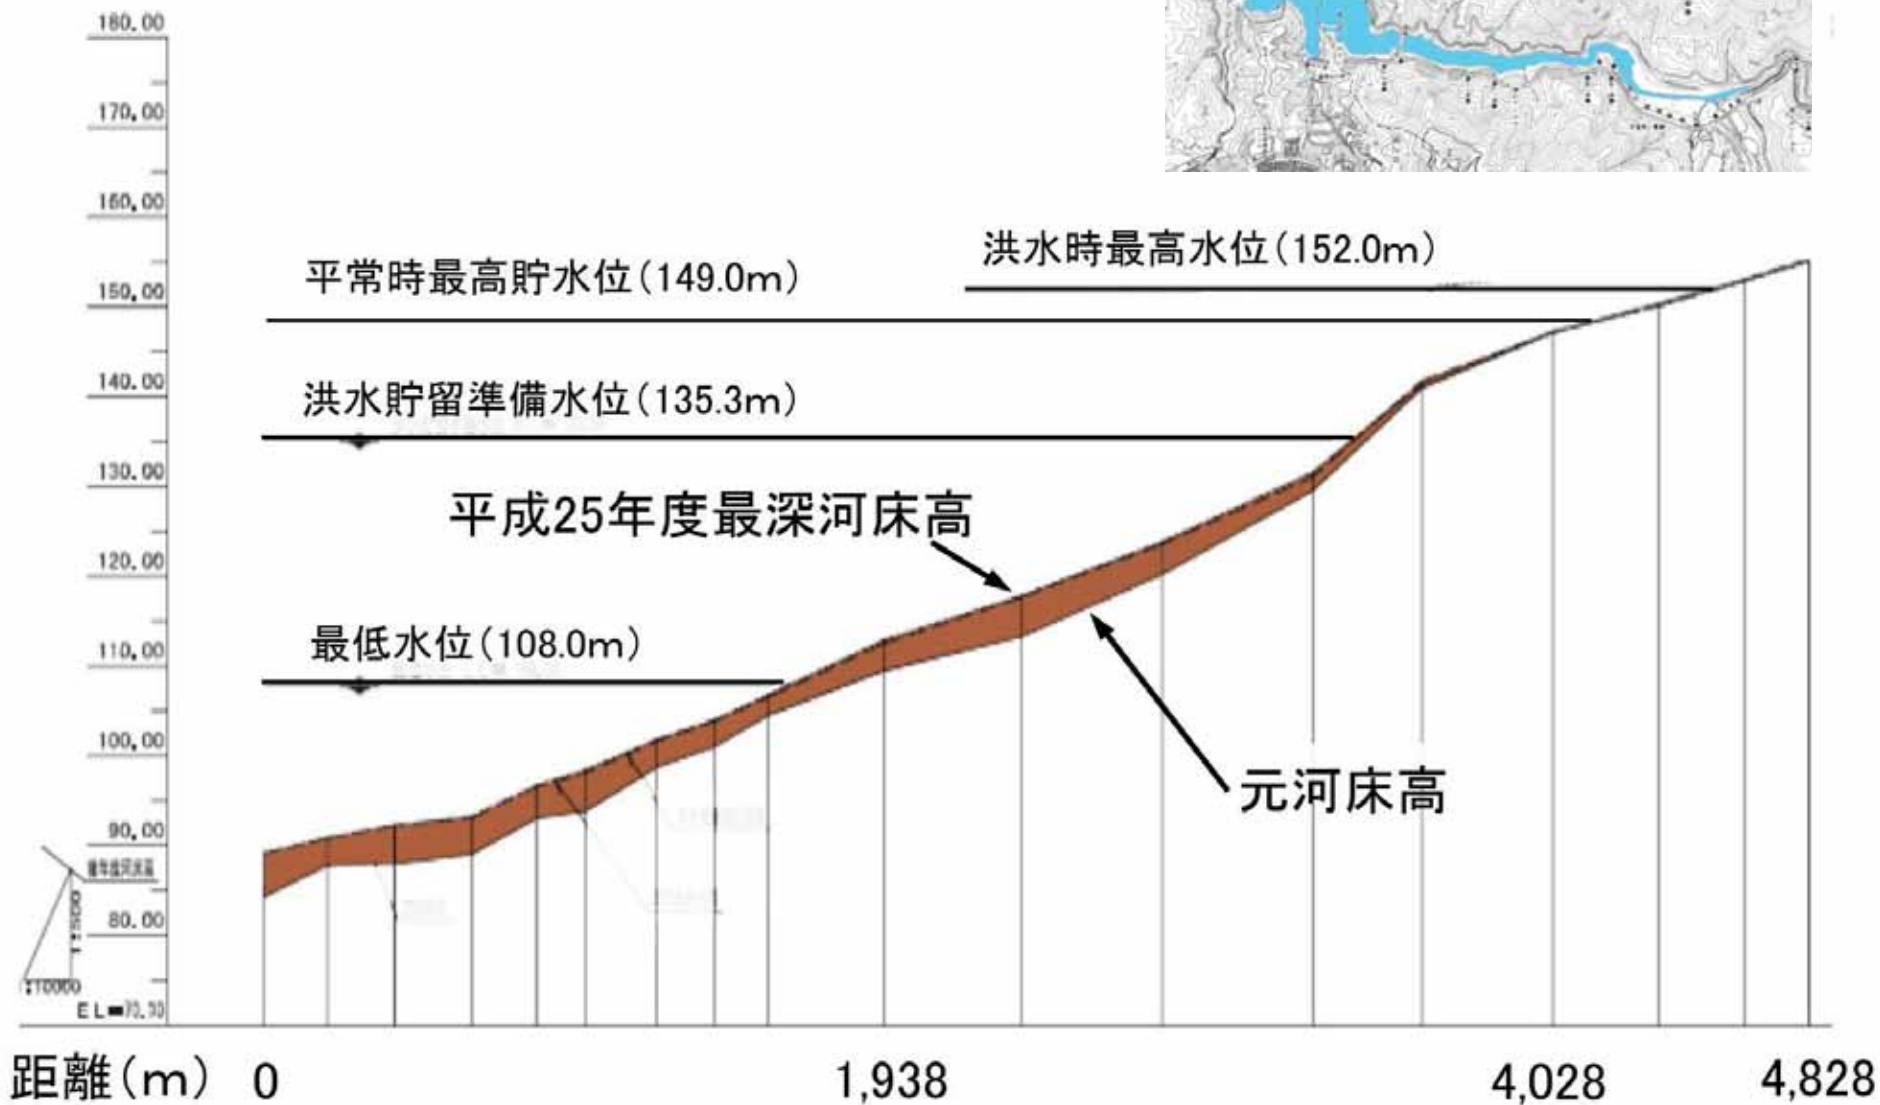 180.00
170.00
160.00
洪水時最高水位(152.0m)
平常時最高貯水位(149.0m)
150.00
140.00
洪水貯留準備水位(135.3m)
130.00
平成25年度最深河床高
120.00
最低水位(108.0m)
110.00
100.00
元河床高
90.00
80.00
1:500
距離(m) 0 1,938 4,028 4,828